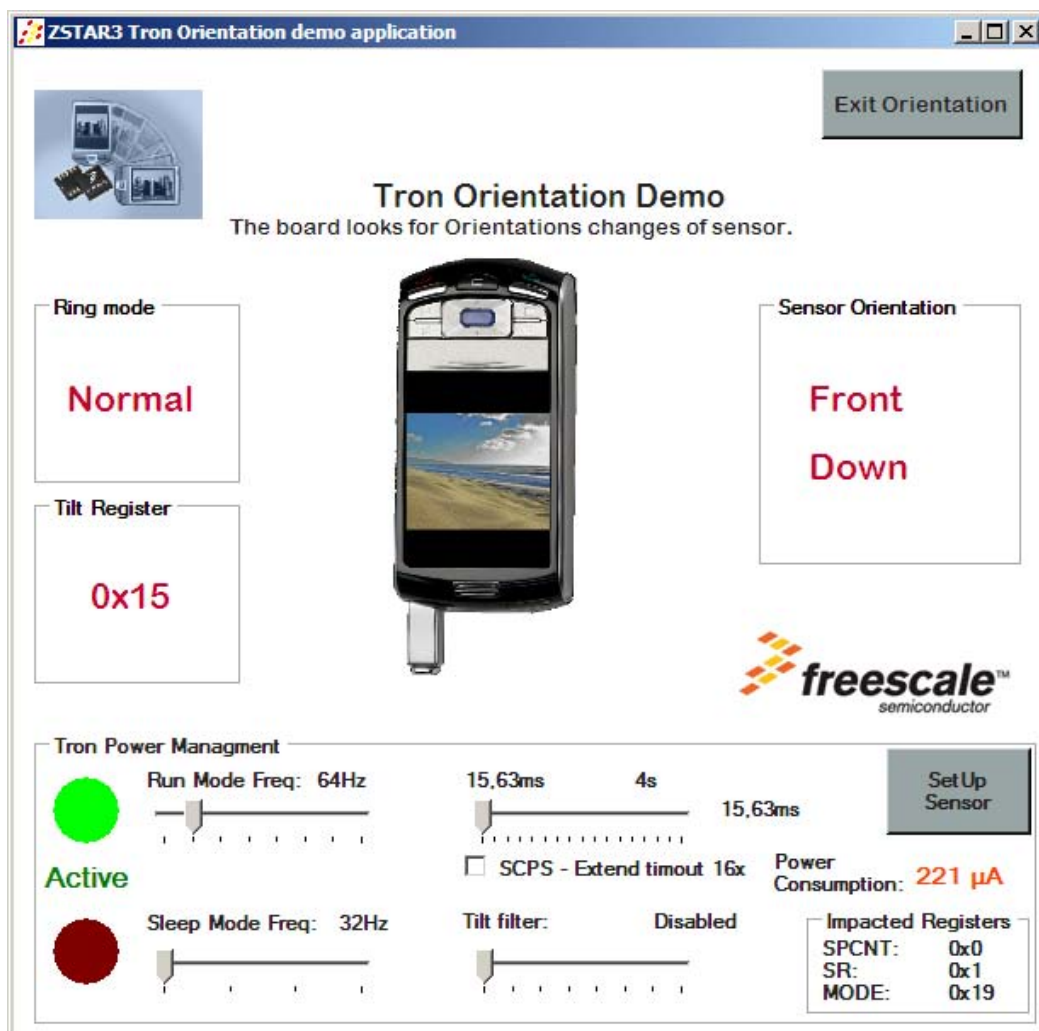 ZSTAR3 Tron Orientation demo application
Exit Orientation
Tron Orientation Demo
The board looks for Orientations changes of sensor.
Ring mode
Normal
Sensor Orientation
Front
Down
Tilt Register
0x15
freescale™
semiconductor
Tron Power Managment
Run Mode Freq: 64Hz
15,63ms 4s
15,63ms
SetUp
Sensor
Active
SCPS - Extend timout 16x
Power
Consumption: 221 µA
Sleep Mode Freq: 32Hz
Tilt filter: Disabled
Impacted Registers
SPCNT: 0x0
SR: 0x1
MODE: 0x19